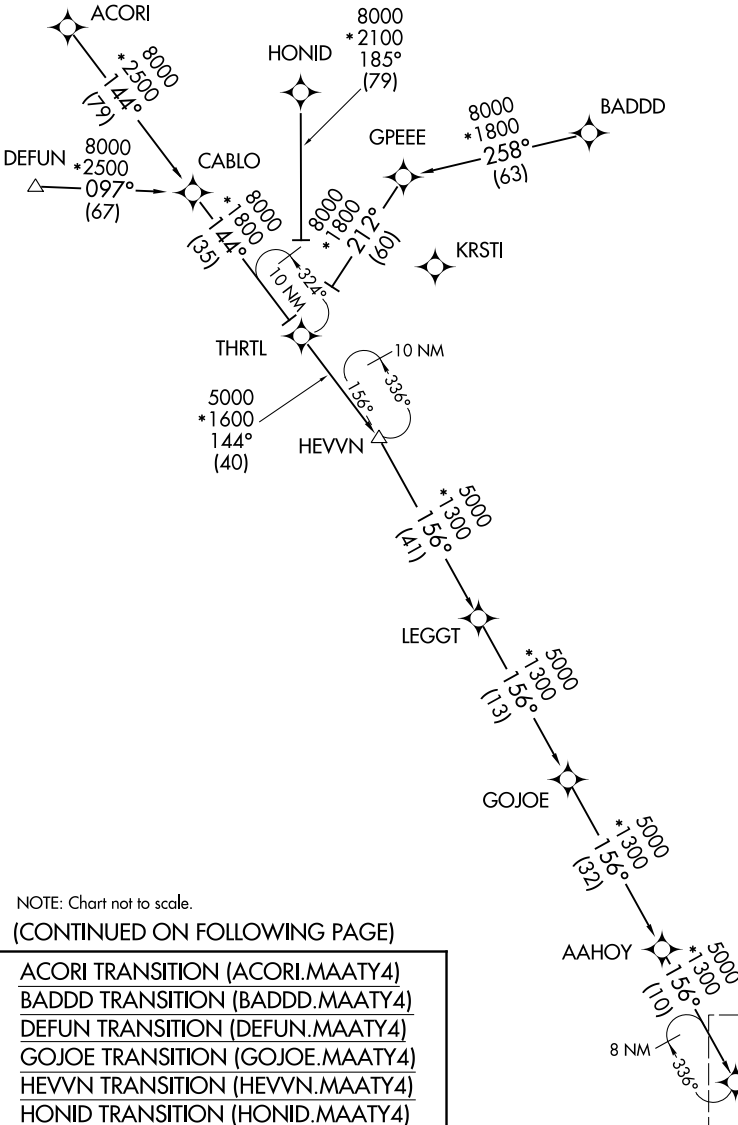 ACORI
8000
*2500
144°
(79)
HONID
8000
*2100
185°
(79)
BADDD
8000
*1800
258°
(63)
GPEEE
DEFUN
8000
*2500
097°
(67)
CABLO
8000
*1800
144°
(35)
8000
*1800
212°
(60)
KRSTI
10 NM
324°
THRTL
5000
*1600
144°
(40)
10 NM
156°
336°
HEVVN
5000
*1300
156°
(41)
LEGGT
5000
*1300
156°
(13)
GOJOE
5000
*1300
156°
(32)
AAHOY
5000
*1300
156°
(10)
8 NM
336°
NOTE: Chart not to scale.
(CONTINUED ON FOLLOWING PAGE)
ACORI TRANSITION (ACORI.MAATY4)
BADDD TRANSITION (BADDD.MAATY4)
DEFUN TRANSITION (DEFUN.MAATY4)
GOJOE TRANSITION (GOJOE.MAATY4)
HEVVN TRANSITION (HEVVN.MAATY4)
HONID TRANSITION (HONID.MAATY4)